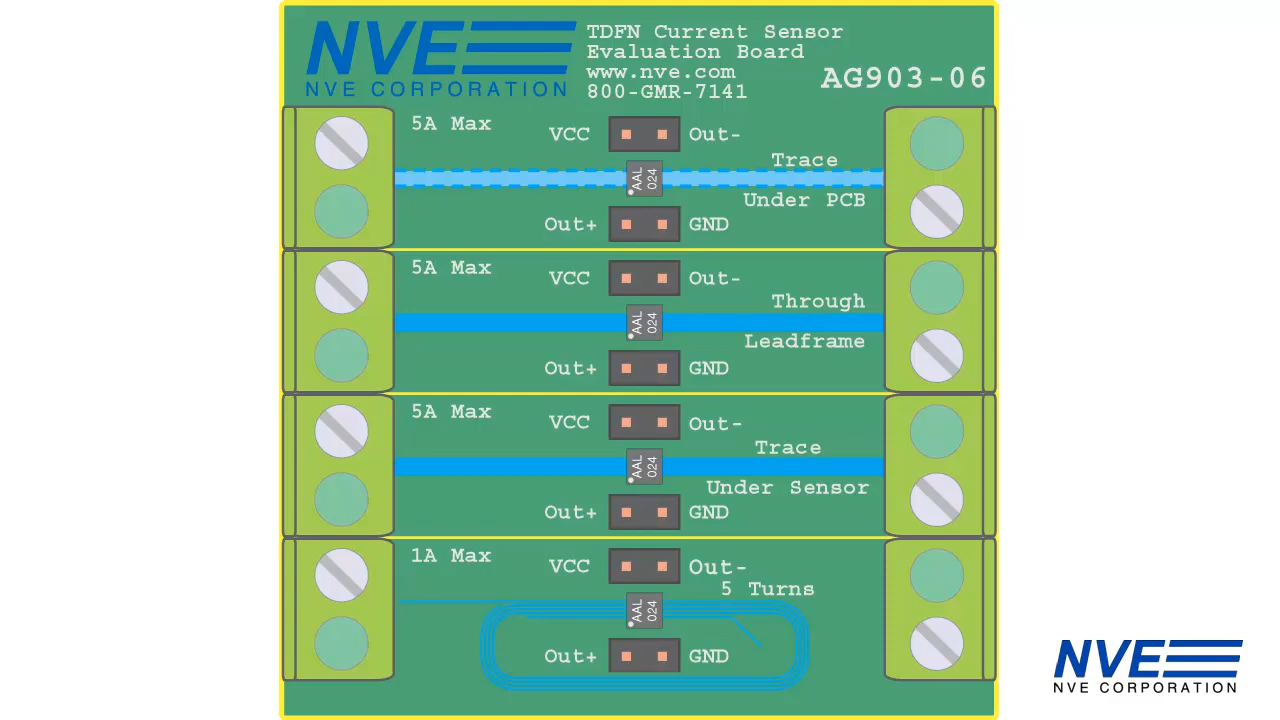 NVE
NVE CORPORATION
TDFN Current Sensor
Evaluation Board
www.nve.com
800-GMR-7141
AG903-06
5A Max
VCC
Out-
AAL
024
Trace
Under PCB
Out+
GND
5A Max
VCC
Out-
AAL
024
Through
Leadframe
Out+
GND
5A Max
VCC
Out-
AAL
024
Trace
Under Sensor
Out+
GND
1A Max
VCC
Out-
5 Turns
AAL
024
Out+
GND
NVE
NVE CORPORATION